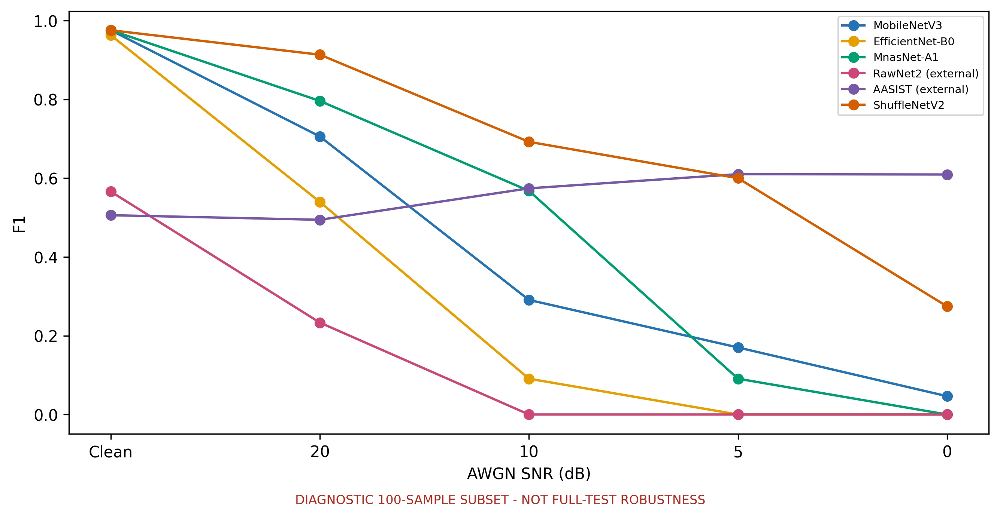 1.0
0.8
0.6
0.4
0.2
0.0
F1
MobileNetV3
EfficientNet-B0
MnasNet-A1
RawNet2 (external)
AASIST (external)
ShuffleNetV2
Clean 20 10 5 0
AWGN SNR (dB)
DIAGNOSTIC 100-SAMPLE SUBSET - NOT FULL-TEST ROBUSTNESS